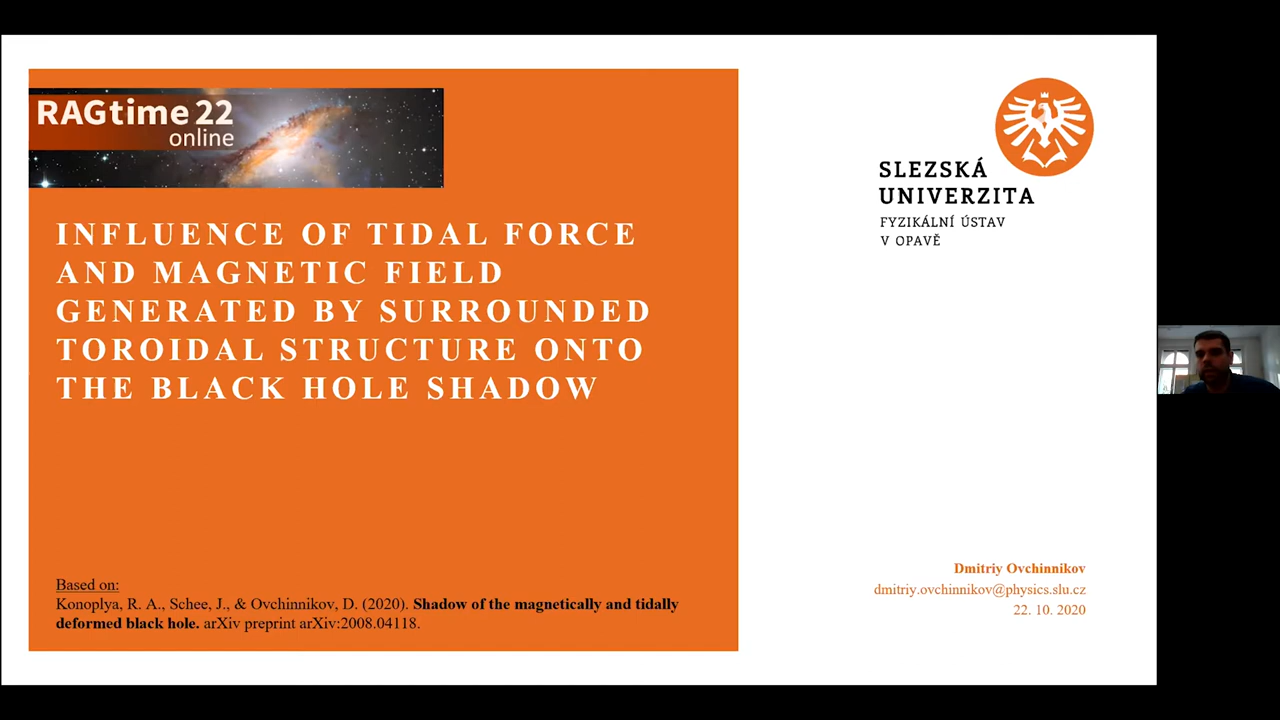 RAGtime 22
online
INFLUENCE OF TIDAL FORCE
AND MAGNETIC FIELD
GENERATED BY SURROUNDED
TOROIDAL STRUCTURE ONTO
THE BLACK HOLE SHADOW
Based on:
Konoplya, R. A., Schee, J., & Ovchinnikov, D. (2020). Shadow of the magnetically and tidally
deformed black hole. arXiv preprint arXiv:2008.04118.
SLEZSKÁ
UNIVERZITA
FYZIKÁLNÍ ÚSTAV
V OPAVĚ
Dmitriy Ovchinnikov
dmitriy.ovchinnikov@physics.slu.cz
22. 10. 2020